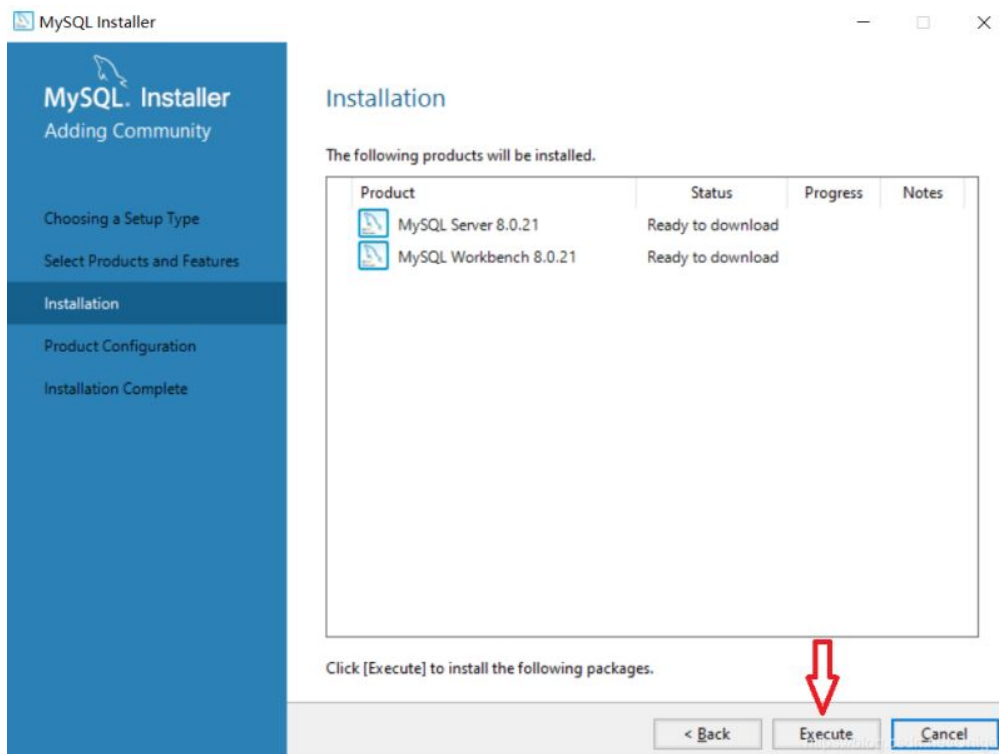 MySQL Installer
MySQL. Installer
Adding Community
Choosing a Setup Type
Select Products and Features
Installation
Product Configuration
Installation Complete
Installation
The following products will be installed.
Product Status Progress Notes
MySQL Server 8.0.21 Ready to download
MySQL Workbench 8.0.21 Ready to download
Click [Execute] to install the following packages.
< Back Execute Cancel